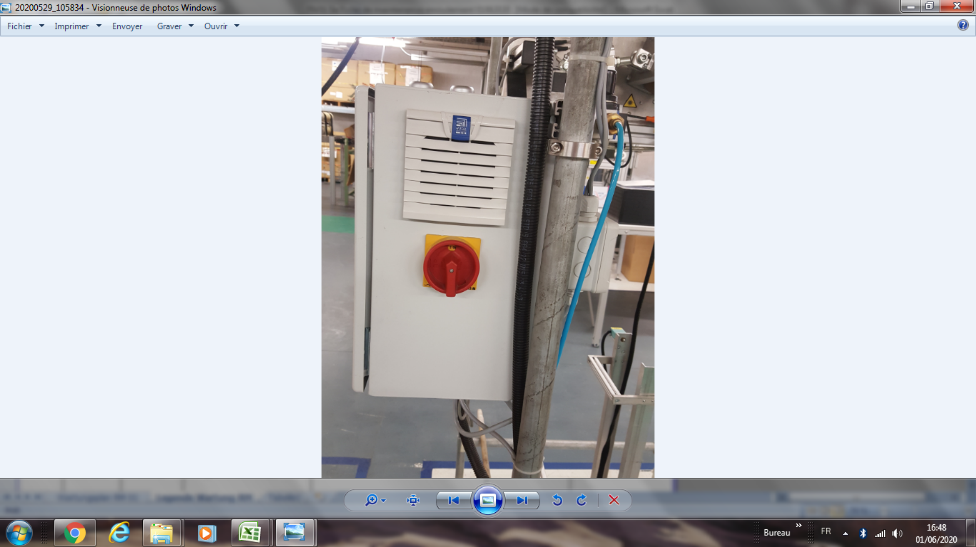 20200529_105834 - Visionneuse de photos Windows
Fichier Imprimer Envoyer Graver Ouvrir
Bureau
FR
16:48
01/06/2020